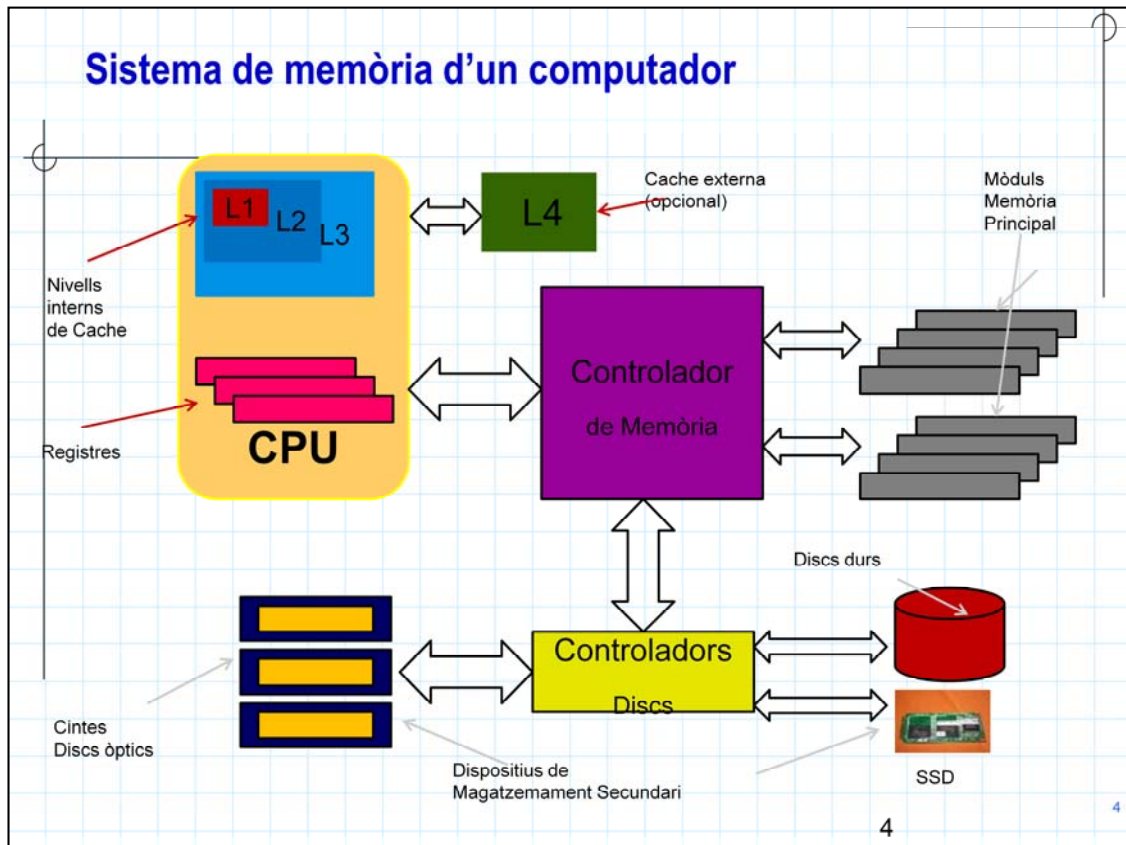 Sistema de memòria d'un computador
L1
L2
L3
L4
Cache externa
(opcional)
Mòduls
Memòria
Principal
Nivells
interns
de Cache
Controlador
de Memòria
Registres
CPU
Discs durs
Controladors
Discs
Cintes
Discs òptics
Dispositius de
Magatzemament Secundari
SSD
4
4